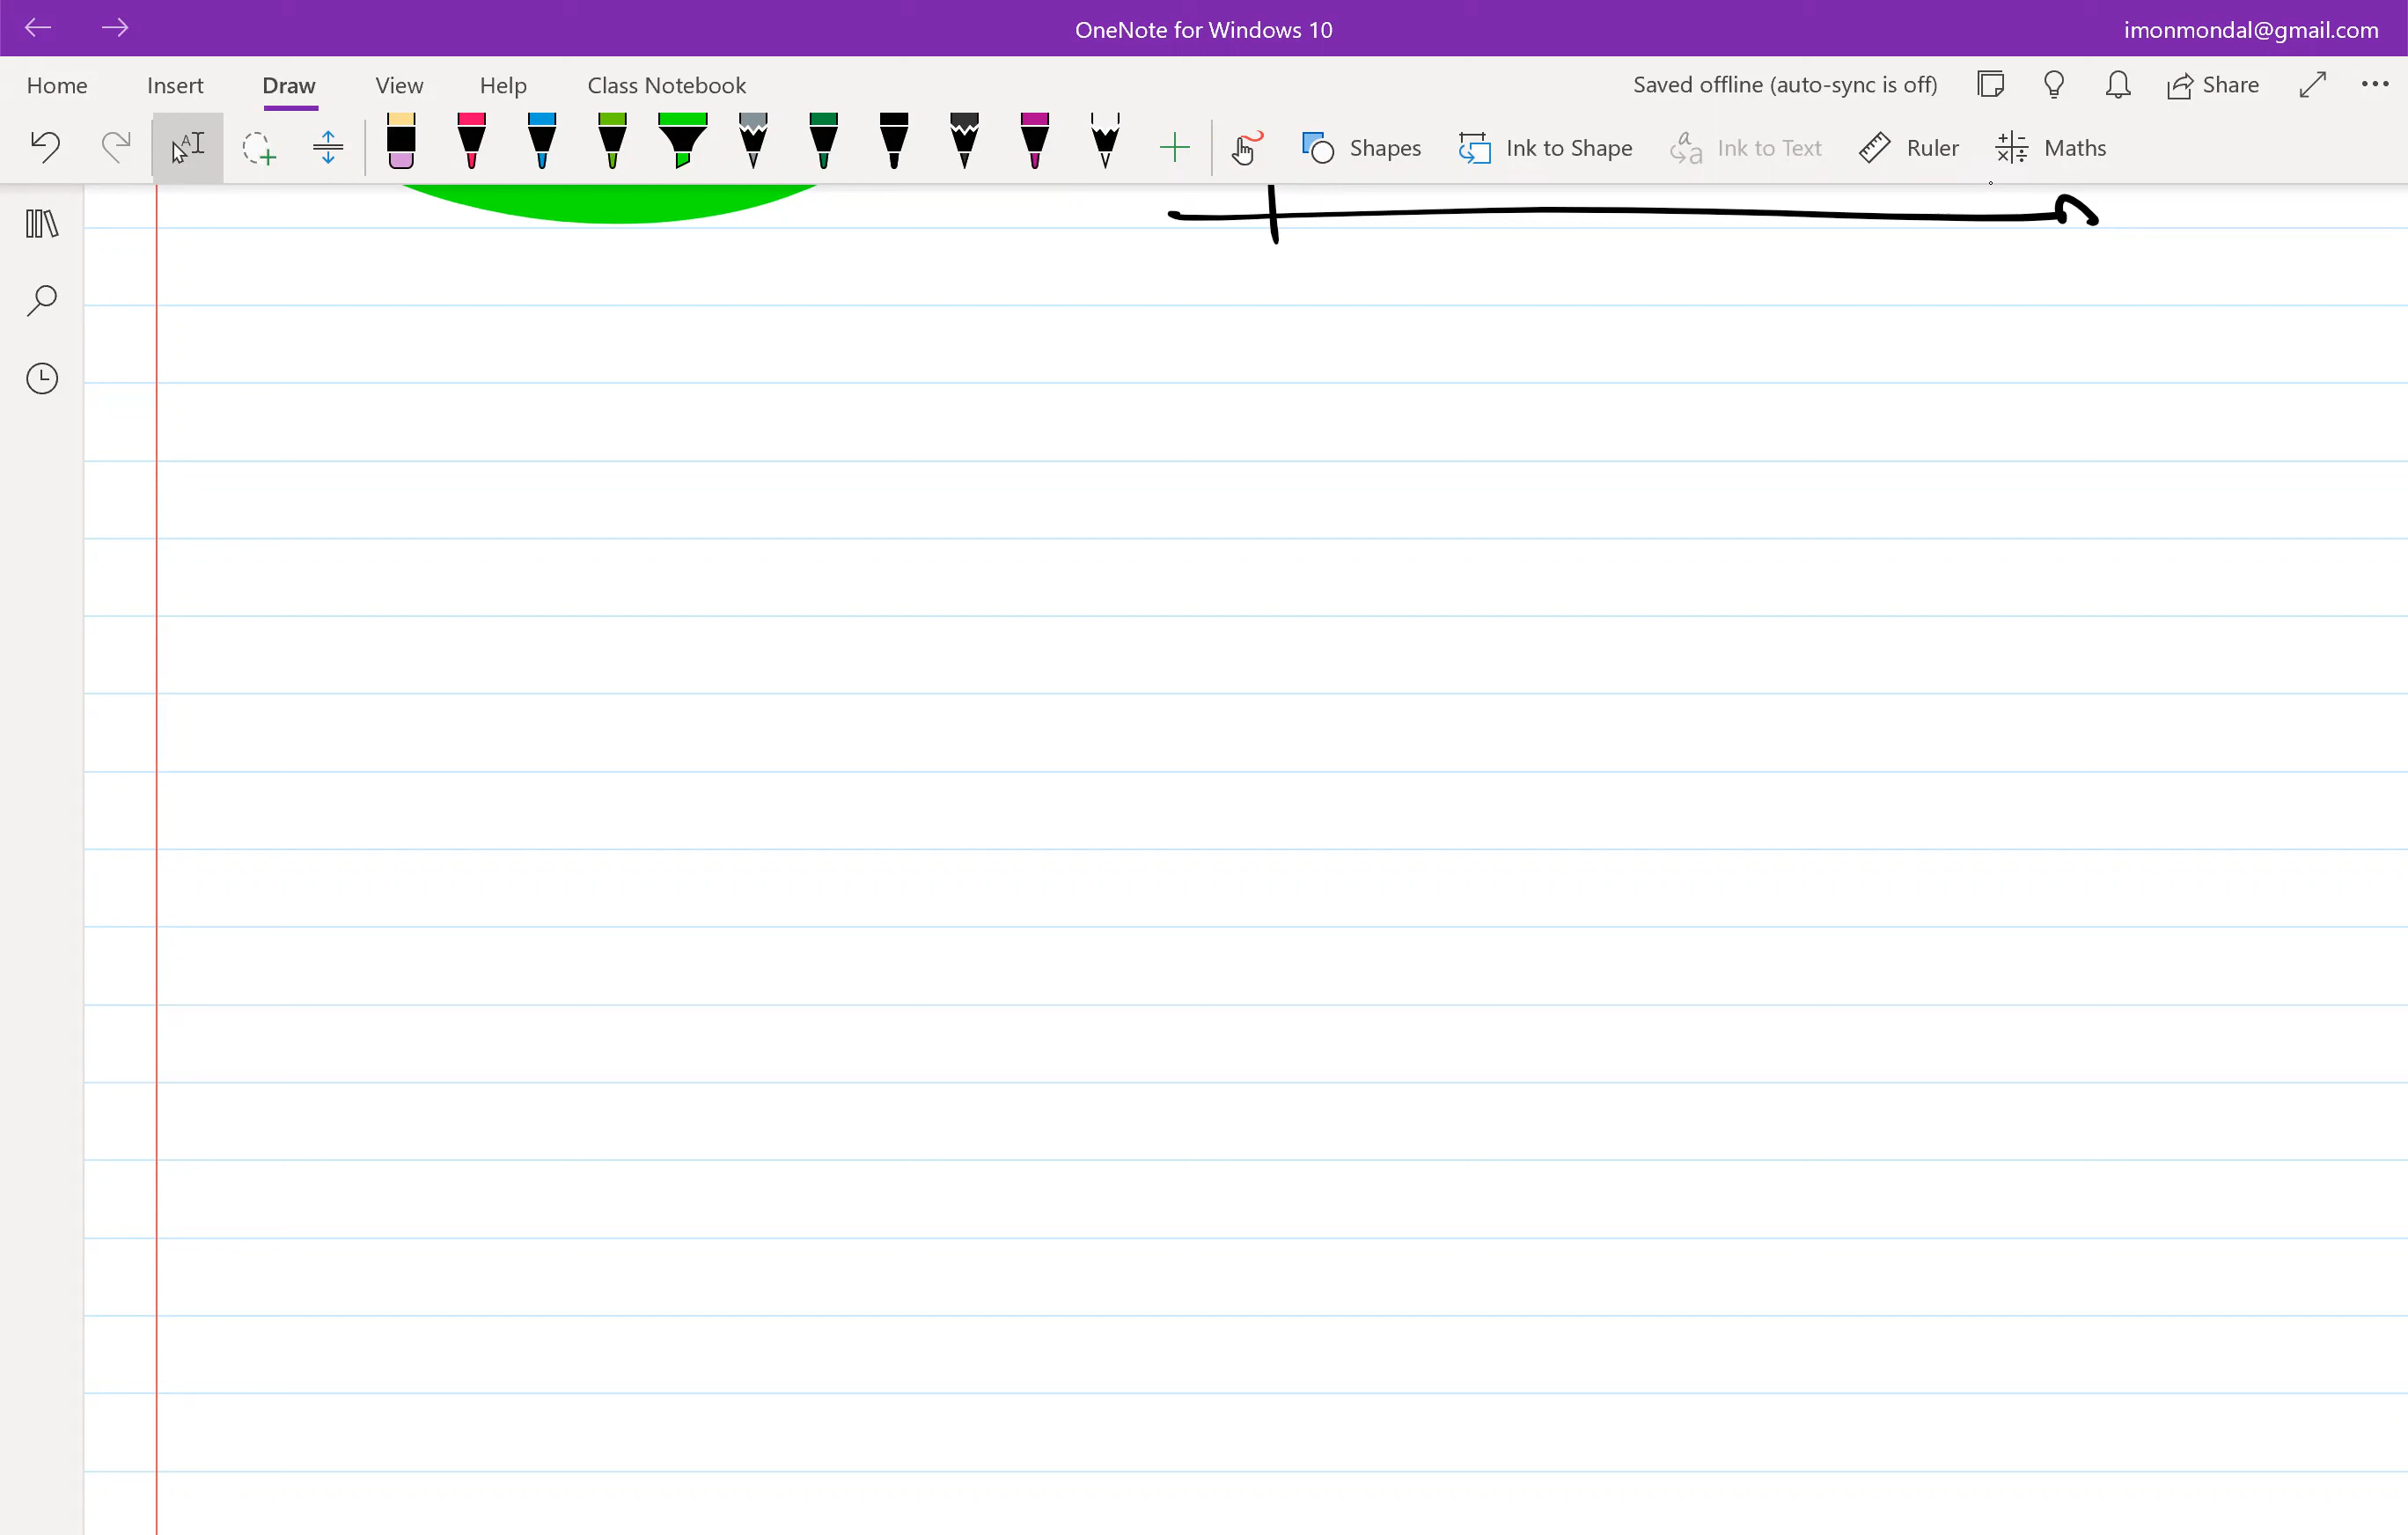 OneNote for Windows 10 imonmondal@gmail.com
Home Insert Draw View Help Class Notebook Saved offline (auto-sync is off) Share
Shapes Ink to Shape Ink to Text Ruler Maths